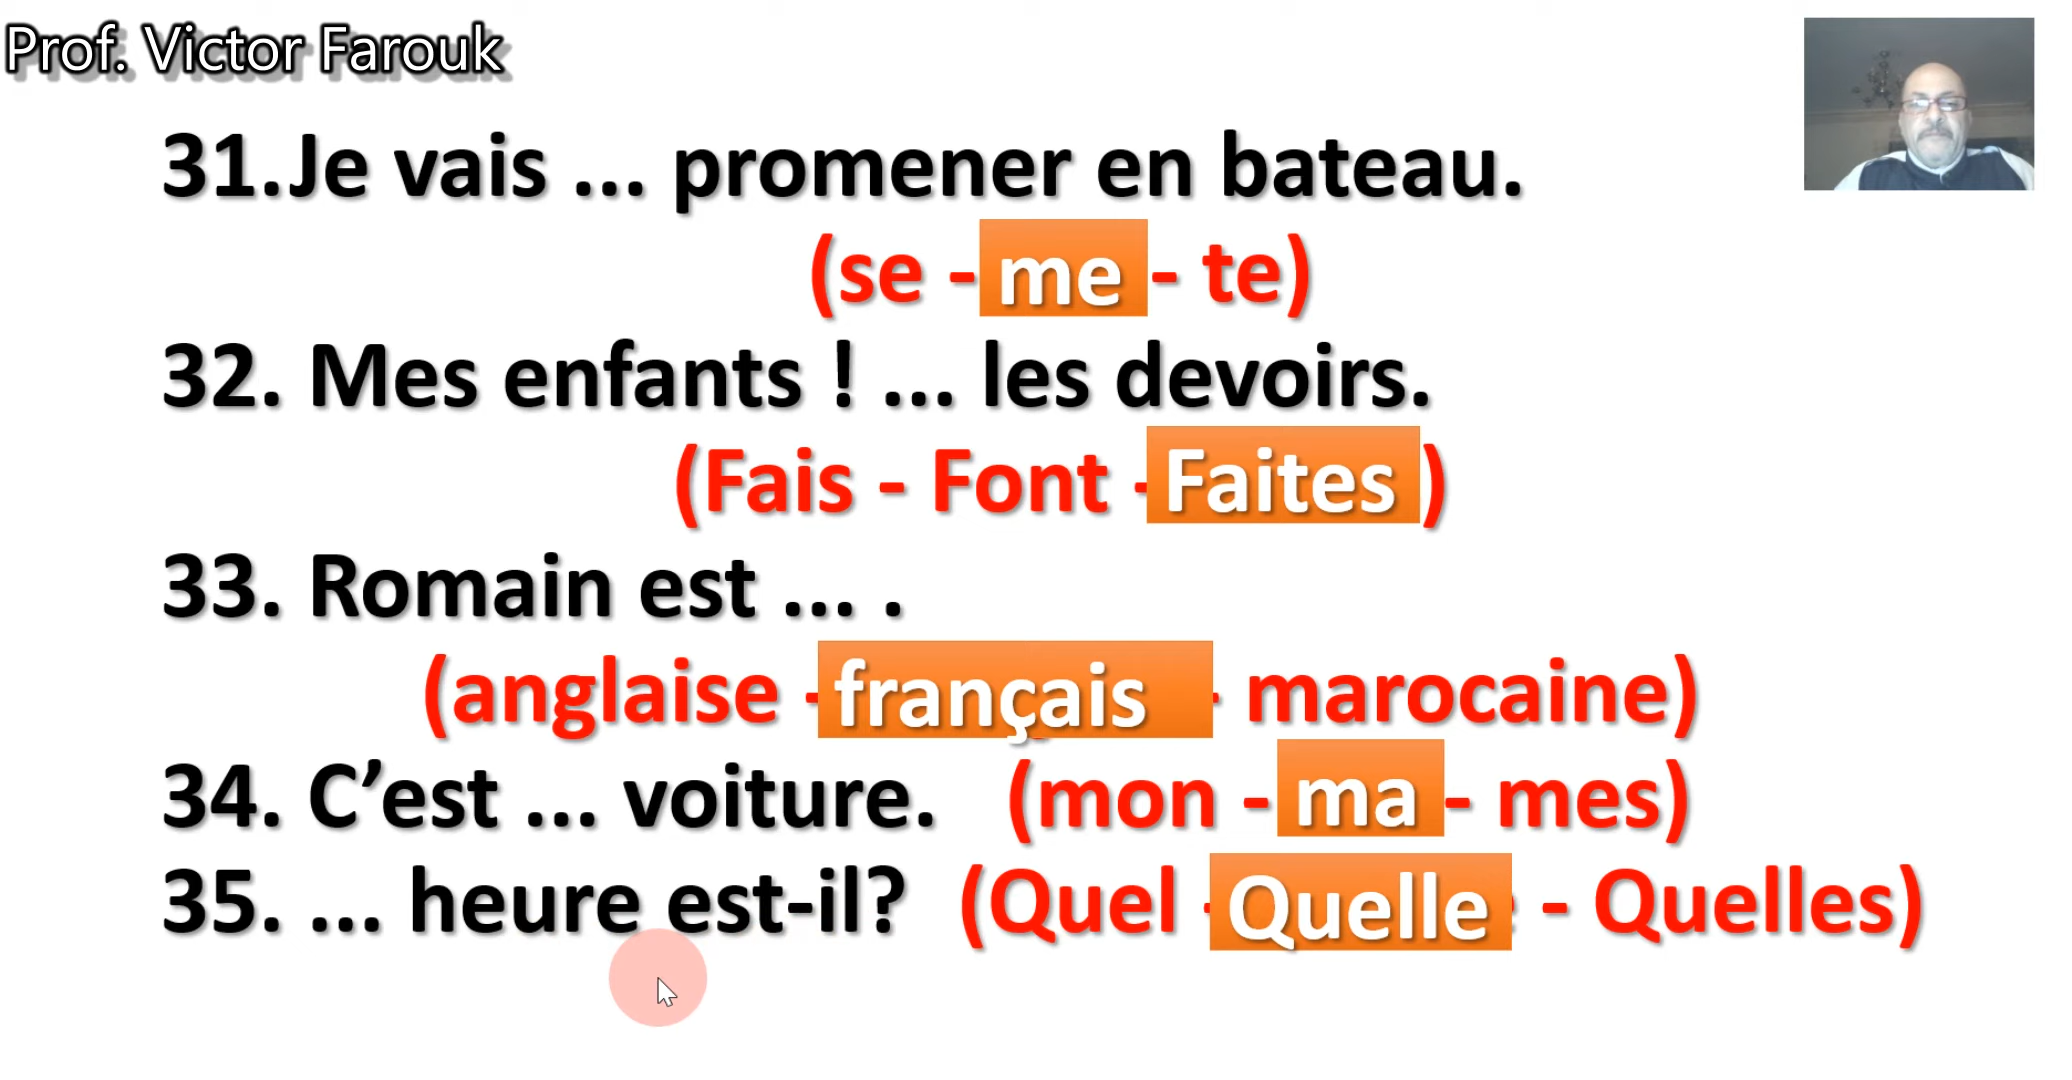 Prof. Victor Farouk
31. Je vais ... promener en bateau.
(se - me - te)
32. Mes enfants ! ... les devoirs.
(Fais - Font - Faites )
33. Romain est ... .
(anglaise - français - marocaine)
34. C’est ... voiture. (mon - ma - mes)
35. ... heure est-il? (Quel - Quelle - Quelles)